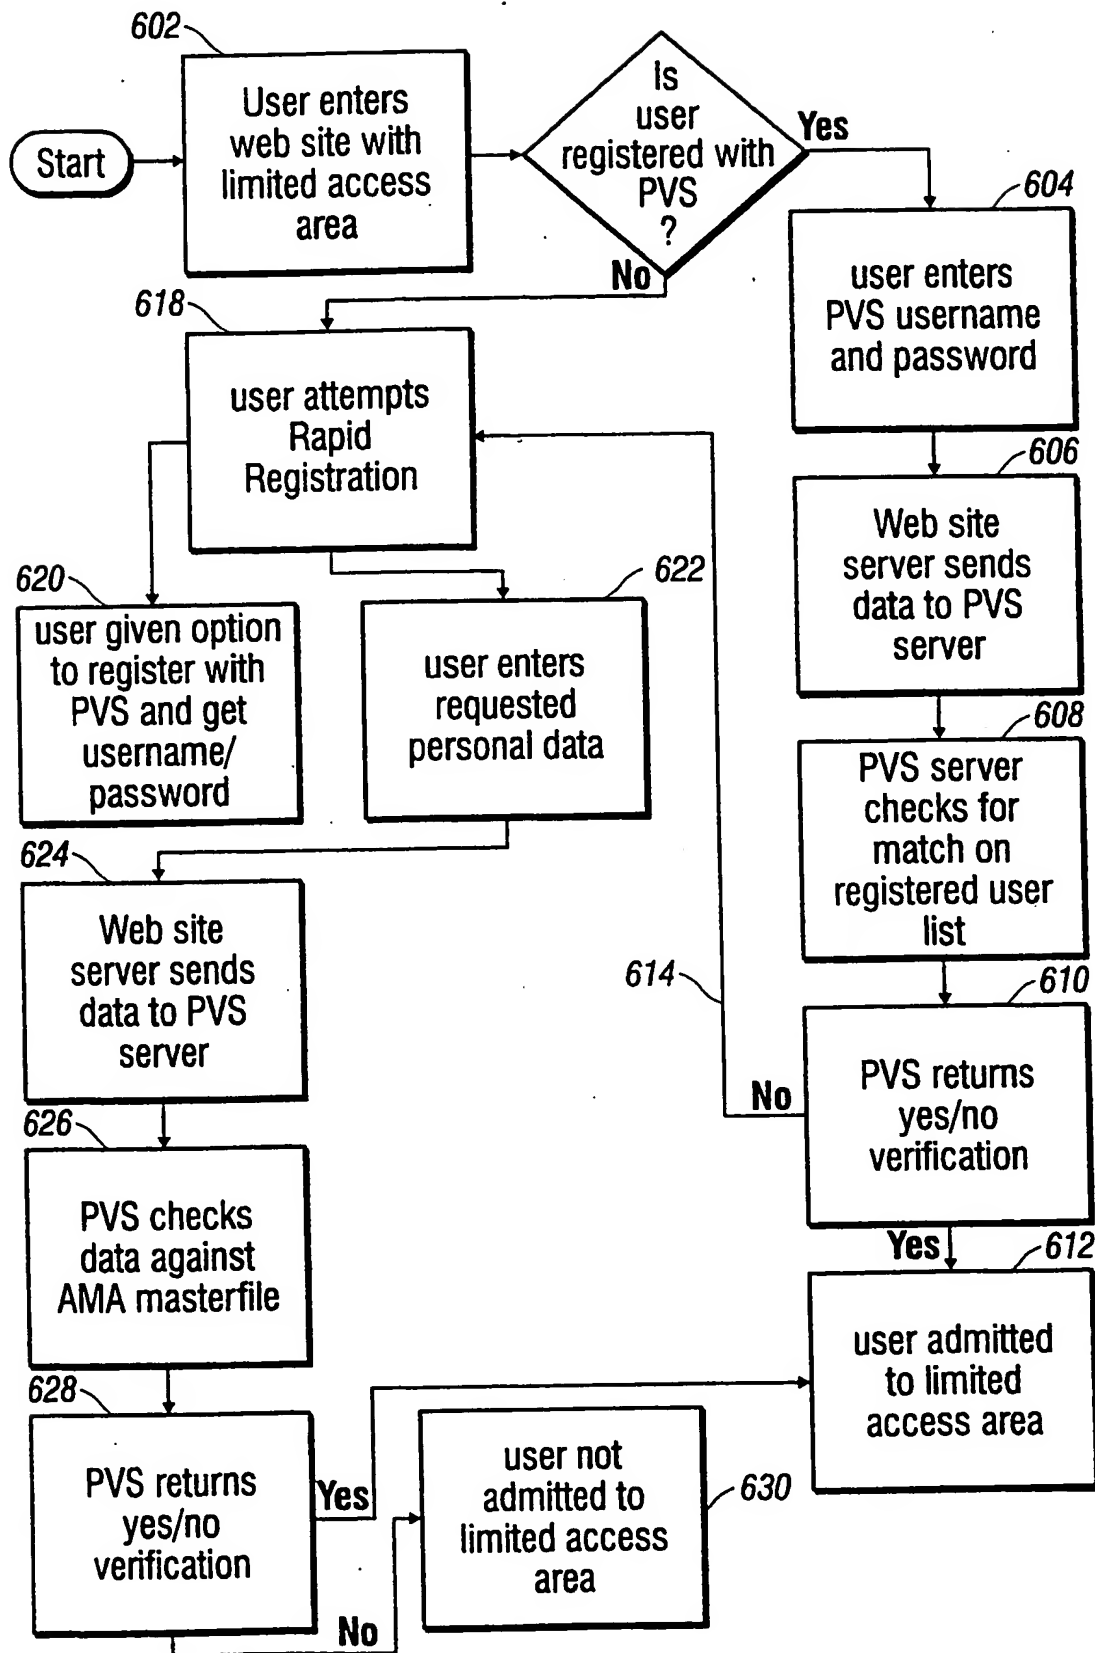 602
User enters
web site with
limited access
area
Start
Is
user
registered with
PVS
?
Yes
No
604
user enters
PVS username
and password
618
user attempts
Rapid
Registration
606
Web site
server sends
data to PVS
server
620
user given option
to register with
PVS and get
username/
password
622
user enters
requested
personal data
608
PVS server
checks for
match on
registered user
list
624
Web site
server sends
data to PVS
server
614
610
PVS returns
yes/no
verification
No
Yes
626
PVS checks
data against
AMA masterfile
612
user admitted
to limited
access area
628
PVS returns
yes/no
verification
Yes
No
user not
admitted to
limited access
area
630